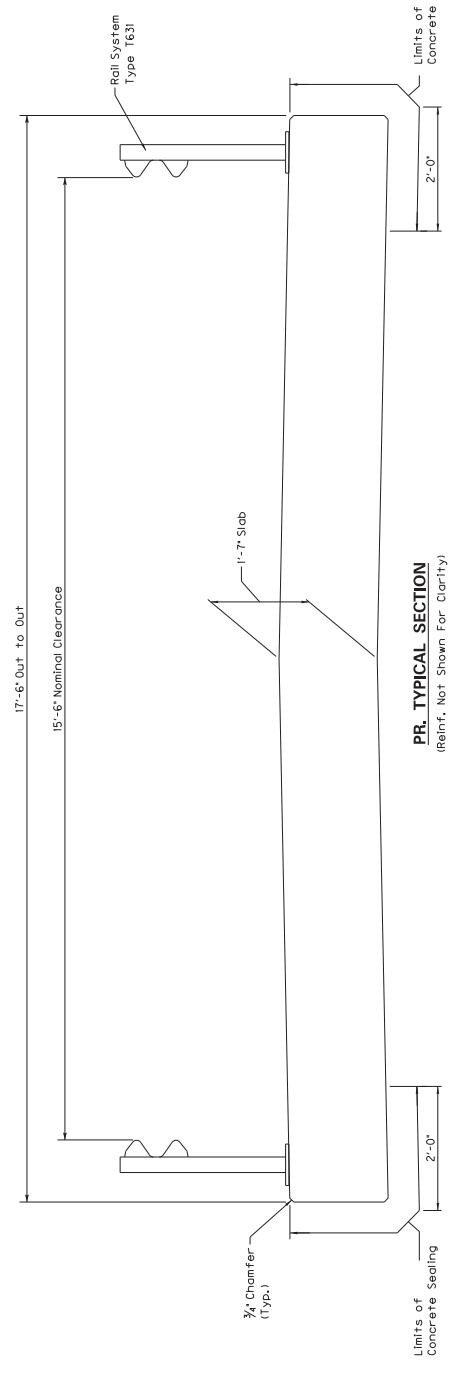 17'-6" Out to Out
15'-6" Nominal Clearance
Rail System
Type T631
1'-7" Slab
¾" Chamfer
(Typ.)
2'-0"
2'-0"
Limits of
Concrete Sealing
Limits of
Concrete
PR. TYPICAL SECTION
(Reinf. Not Shown For Clarity)